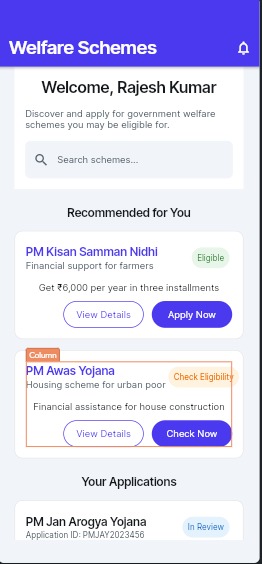 Welfare Schemes
Welcome, Rajesh Kumar
Discover and apply for government welfare
schemes you may be eligible for.
Search schemes...
Recommended for You
PM Kisan Samman Nidhi
Eligible
Financial support for farmers
Get ₹6,000 per year in three installments
View Details
Apply Now
Column
PM Awas Yojana
Check Eligibility
Housing scheme for urban poor
Financial assistance for house construction
View Details
Check Now
Your Applications
PM Jan Arogya Yojana
In Review
Application ID: PMJAY2023456